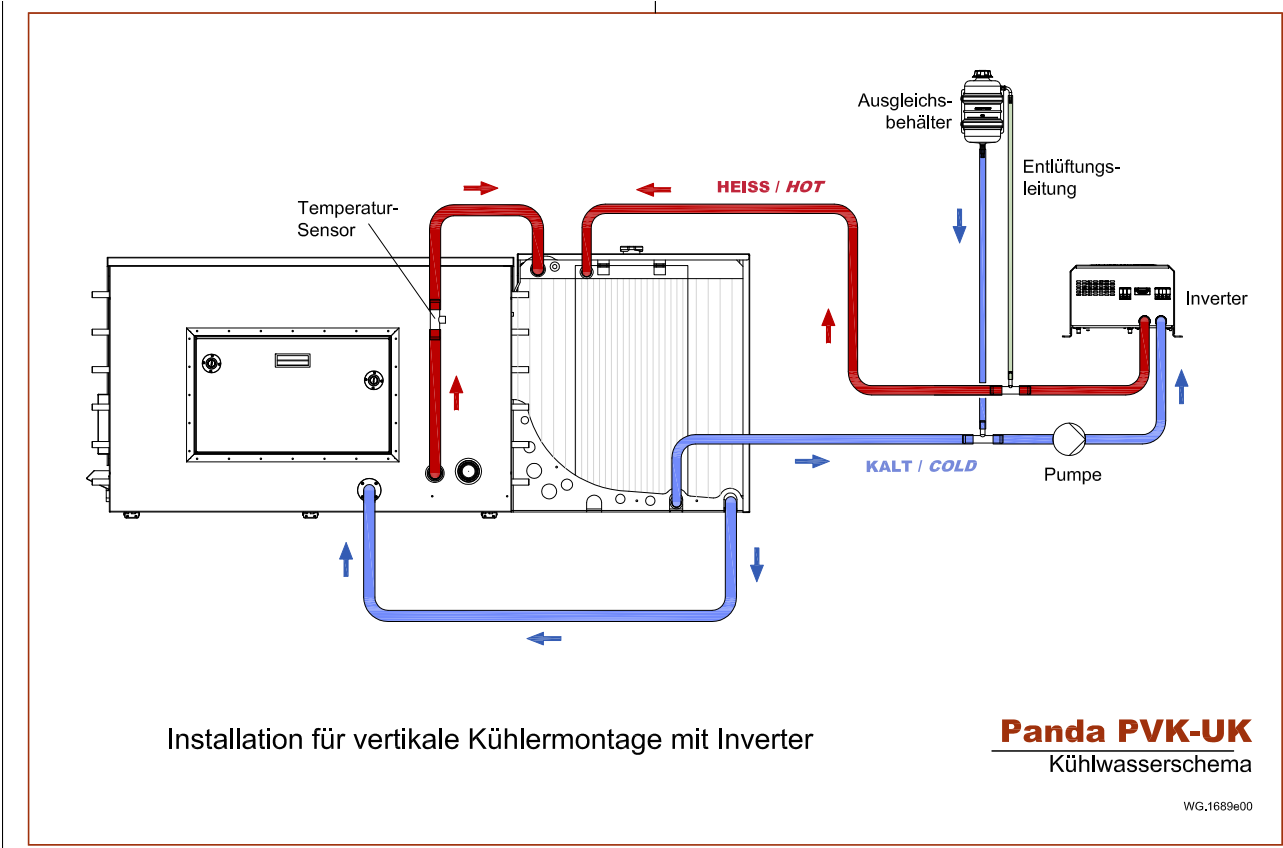 Ausgleichs-
behälter
Entlüftungs-
leitung
HEISS / HOT
Temperatur-
Sensor
Inverter
KALT / COLD
Pumpe
Installation für vertikale Kühlermontage mit Inverter
Panda PVK-UK
Kühlwasserschema
WG.1689e00